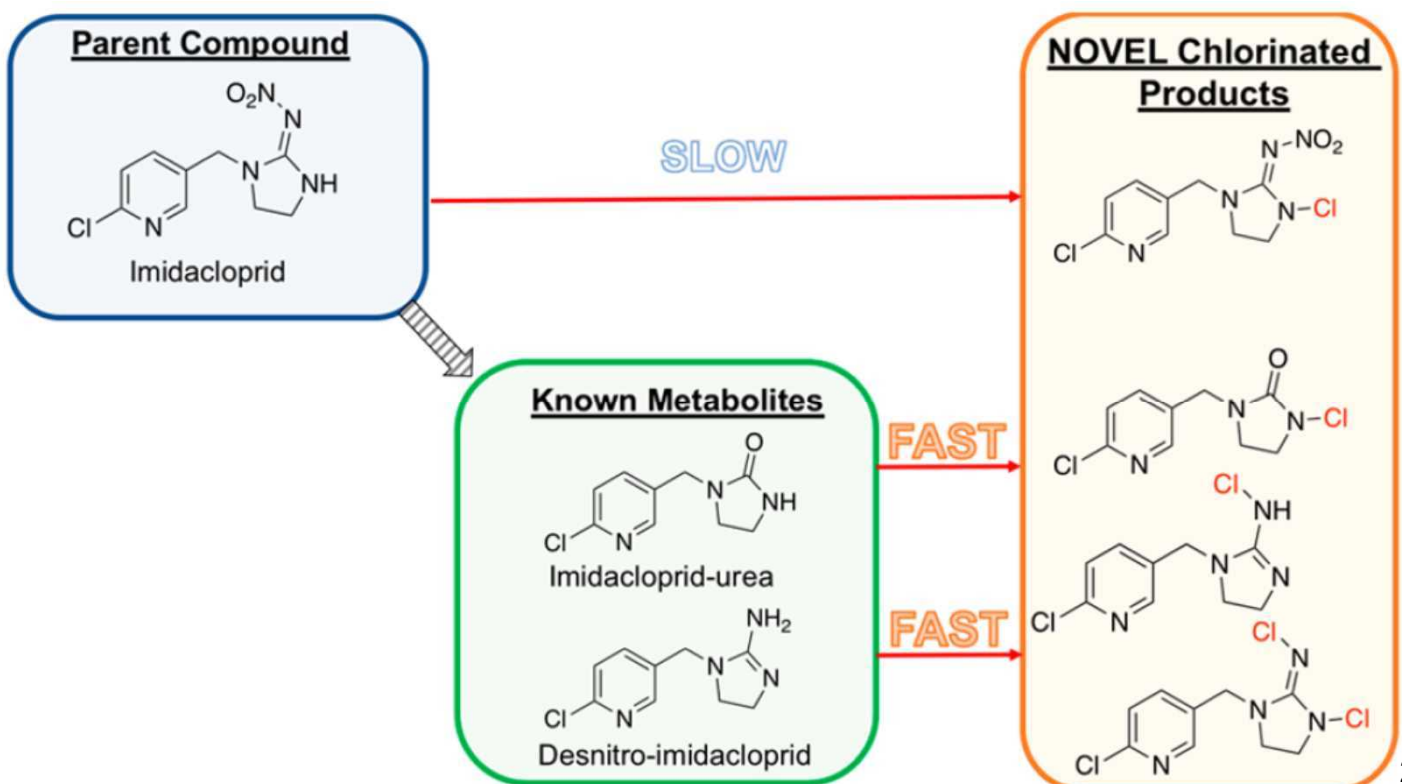 Parent Compound
O₂N
N
N
NH
Cl
N
Imidacloprid
SLOW
NOVEL Chlorinated
Products
N-NO₂
N
N-Cl
Cl
N
Known Metabolites
O
N
NH
Cl
N
Imidacloprid-urea
NH₂
N
N
Cl
N
Desnitro-imidacloprid
FAST
FAST
O
N
N-Cl
Cl
N
Cl
NH
N
N
Cl
N
Cl
N
N
N-Cl
Cl
N